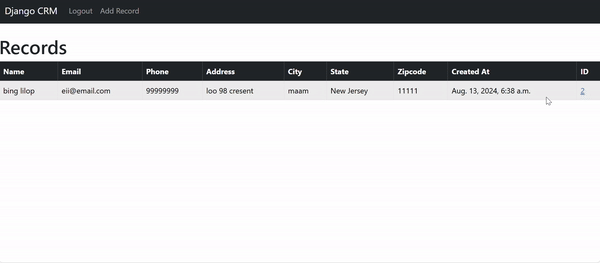 Django CRM Logout Add Record
Records
Name Email Phone Address City State Zipcode Created At ID
bing lilop eii@email.com 99999999 loo 98 cresent maam New Jersey 11111 Aug. 13, 2024, 6:38 a.m. 2